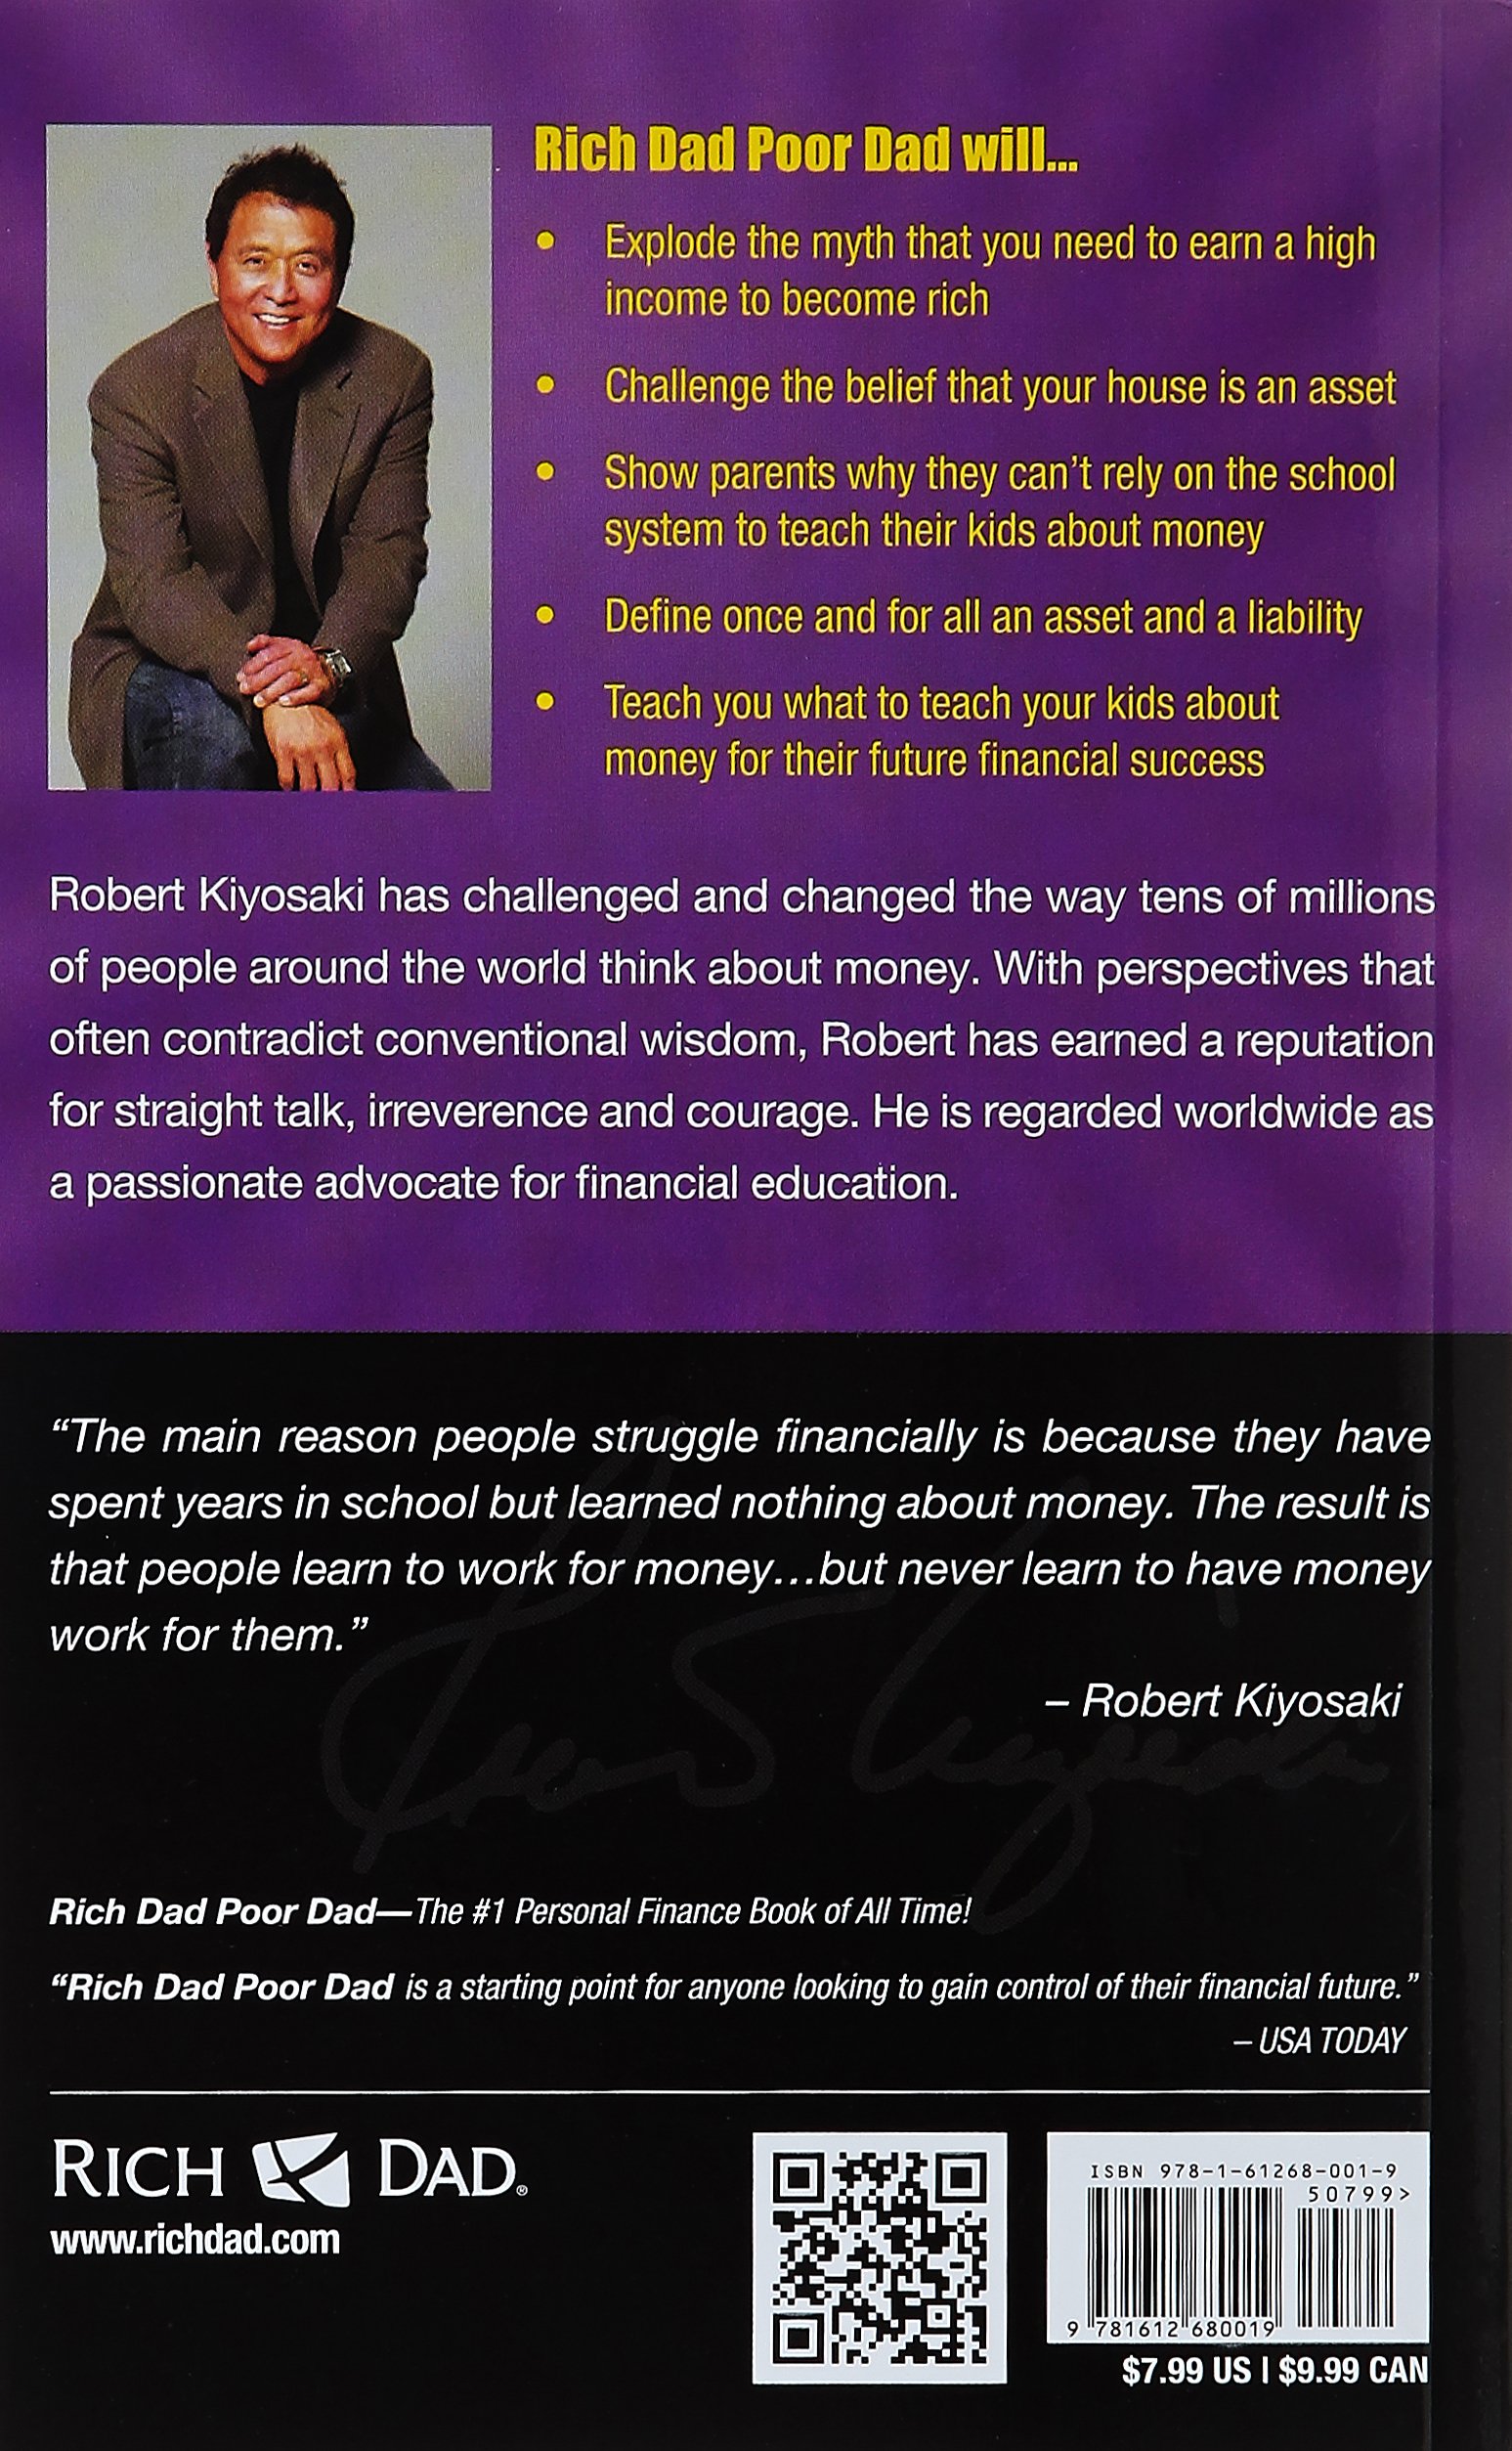 Rich Dad Poor Dad will...
• Explode the myth that you need to earn a high
income to become rich
• Challenge the belief that your house is an asset
• Show parents why they can't rely on the school
system to teach their kids about money
• Define once and for all an asset and a liability
• Teach you what to teach your kids about
money for their future financial success
Robert Kiyosaki has challenged and changed the way tens of millions
of people around the world think about money. With perspectives that
often contradict conventional wisdom, Robert has earned a reputation
for straight talk, irreverence and courage. He is regarded worldwide as
a passionate advocate for financial education.
“The main reason people struggle financially is because they have
spent years in school but learned nothing about money. The result is
that people learn to work for money...but never learn to have money
work for them.”
– Robert Kiyosaki
Rich Dad Poor Dad—The #1 Personal Finance Book of All Time!
“Rich Dad Poor Dad is a starting point for anyone looking to gain control of their financial future.”
– USA TODAY
RICH DAD®
www.richdad.com
ISBN 978-1-61268-001-9
50799>
9 781612 680019
$7.99 US | $9.99 CAN